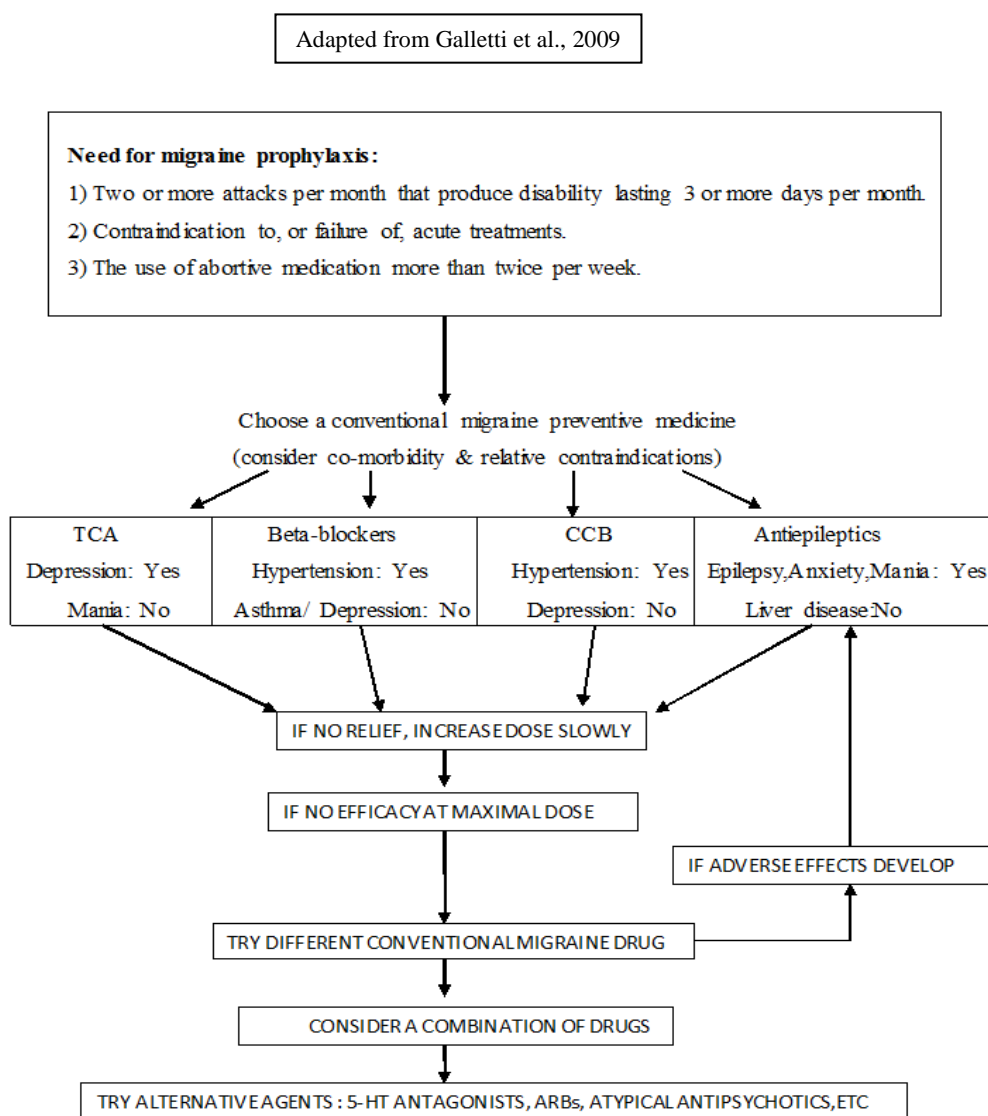 Adapted from Galletti et al., 2009
Need for migraine prophylaxis:
1) Two or more attacks per month that produce disability lasting 3 or more days per month.
2) Contraindication to, or failure of, acute treatments.
3) The use of abortive medication more than twice per week.
Choose a conventional migraine preventive medicine
(consider co-morbidity & relative contraindications)
TCA
Depression: Yes
Mania: No
Beta-blockers
Hypertension: Yes
Asthma/ Depression: No
CCB
Hypertension: Yes
Depression: No
Antiepileptics
Epilepsy,Anxiety,Mania: Yes
Liver disease:No
IF NO RELIEF, INCREASE DOSE SLOWLY
IF NO EFFICACY AT MAXIMAL DOSE
IF ADVERSE EFFECTS DEVELOP
TRY DIFFERENT CONVENTIONAL MIGRAINE DRUG
CONSIDER A COMBINATION OF DRUGS
TRY ALTERNATIVE AGENTS : 5-HT ANTAGONISTS, ARBs, ATYPICAL ANTIPSYCHOTICS,ETC